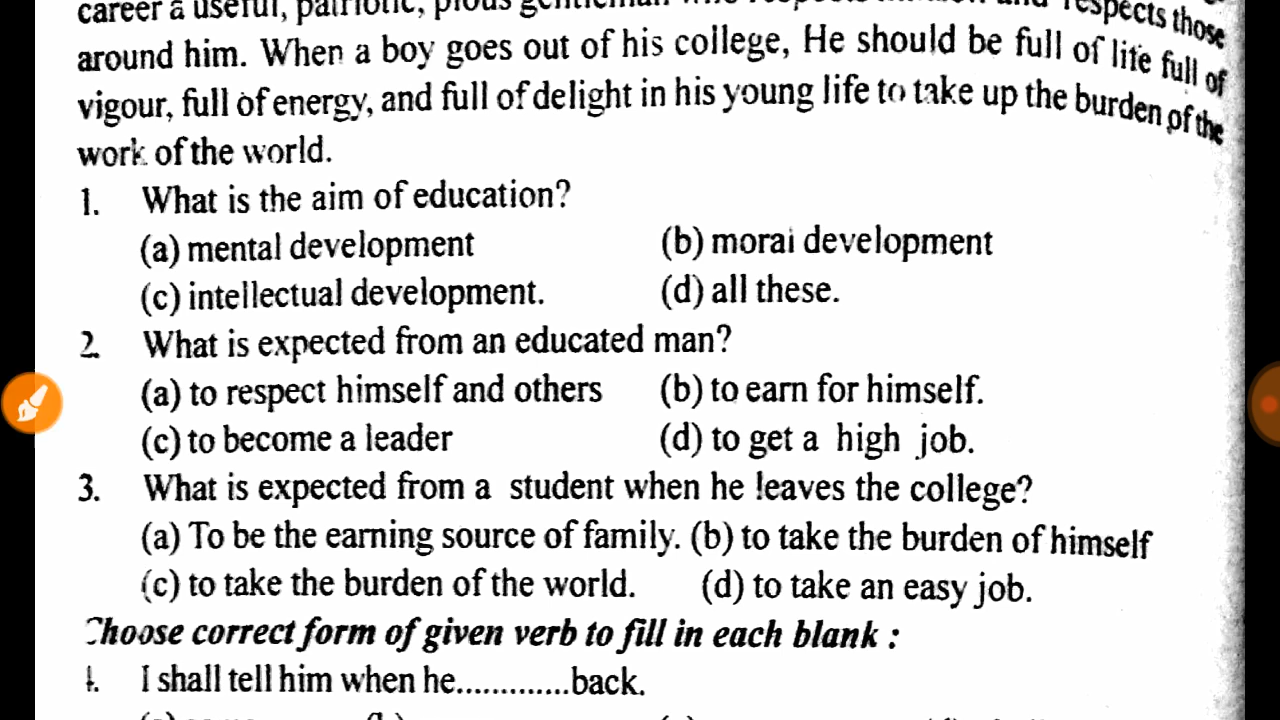 career a useful, patriotic, pious gentleman who respects
respects those
around him. When a boy goes out of his college, He should be full of life full of
vigour, full of energy, and full of delight in his young life to take up the burden of the
work of the world.
1. What is the aim of education?
(a) mental development (b) moral development
(c) intellectual development. (d) all these.
2. What is expected from an educated man?
(a) to respect himself and others (b) to earn for himself.
(c) to become a leader (d) to get a high job.
3. What is expected from a student when he leaves the college?
(a) To be the earning source of family. (b) to take the burden of himself
(c) to take the burden of the world. (d) to take an easy job.
Choose correct form of given verb to fill in each blank :
4. I shall tell him when he.............back.